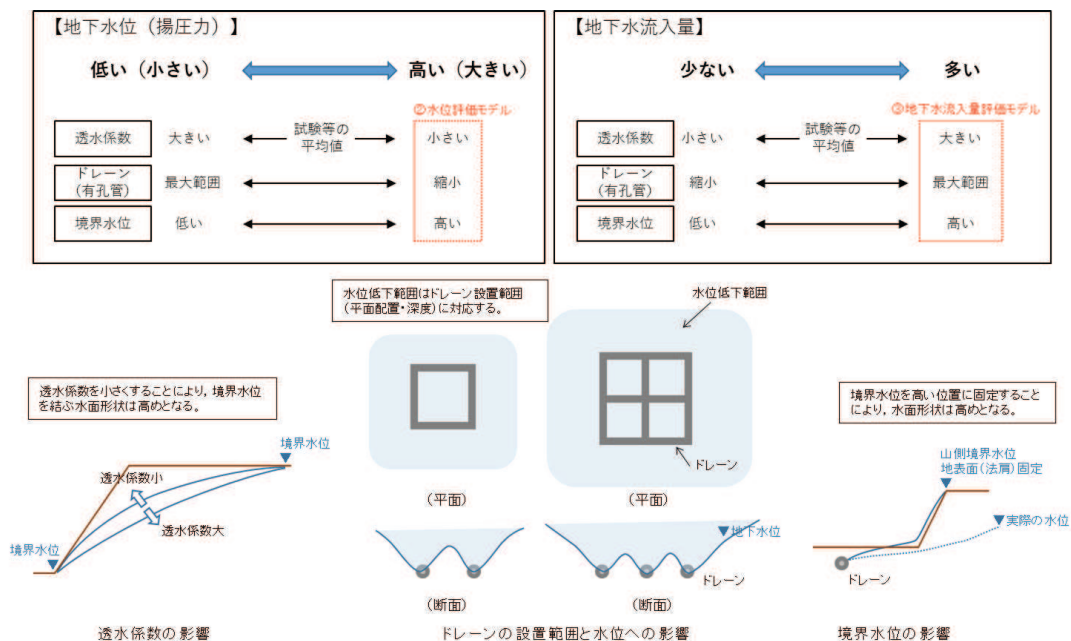 【地下水位（揚圧力）】
低い（小さい）
高い（大きい）
②水位評価モデル
透水係数
大きい
試験等の
平均値
小さい
ドレーン
(有孔管)
最大範囲
縮小
境界水位
低い
高い
【地下水流入量】
少ない
多い
③地下水流入量評価モデル
透水係数
小さい
試験等の
平均値
大きい
ドレーン
(有孔管)
縮小
最大範囲
境界水位
低い
高い
水位低下範囲はドレーン設置範囲
(平面配置・深度)に対応する。
水位低下範囲
ドレーン
(平面)
(平面)
地下水位
ドレーン
(断面)
(断面)
ドレーンの設置範囲と水位への影響
透水係数を小さくすることにより，境界水位
を結ぶ水面形状は高めとなる。
境界水位
透水係数小
透水係数大
境界水位
透水係数の影響
境界水位を高い位置に固定すること
により，水面形状は高めとなる。
山側境界水位
地表面(法肩)固定
実際の水位
ドレーン
境界水位の影響